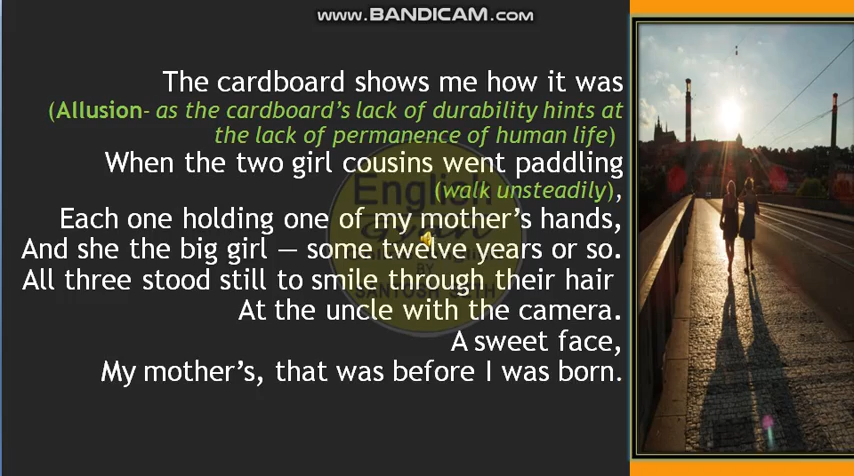 www.BANDICAM.com
The cardboard shows me how it was
(Allusion- as the cardboard's lack of durability hints at
the lack of permanence of human life)
When the two girl cousins went paddling
(walk unsteadily),
Each one holding one of my mother's hands,
And she the big girl — some twelve years or so.
All three stood still to smile through their hair
At the uncle with the camera.
A sweet face,
My mother's, that was before I was born.
English
BY